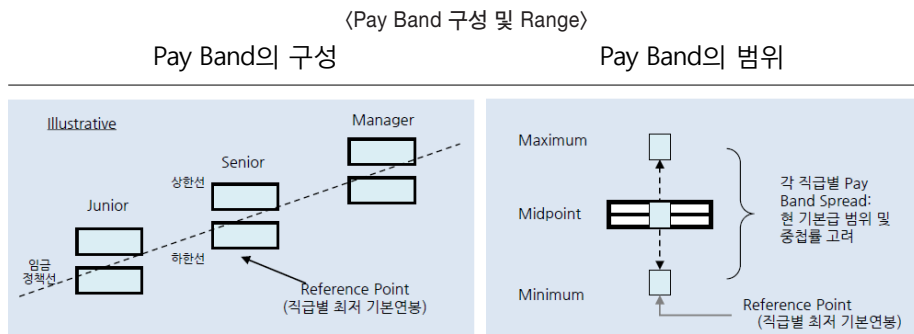 〈Pay Band 구성 및 Range〉
Pay Band의 구성
Pay Band의 범위
Illustrative
Manager
Senior
상한선
Junior
하한선
임금
정책선
Reference Point
(직급별 최저 기본연봉)
Maximum
Midpoint
Minimum
각 직급별 Pay
Band Spread:
현 기본급 범위 및
중첩률 고려
Reference Point
(직급별 최저 기본연봉)